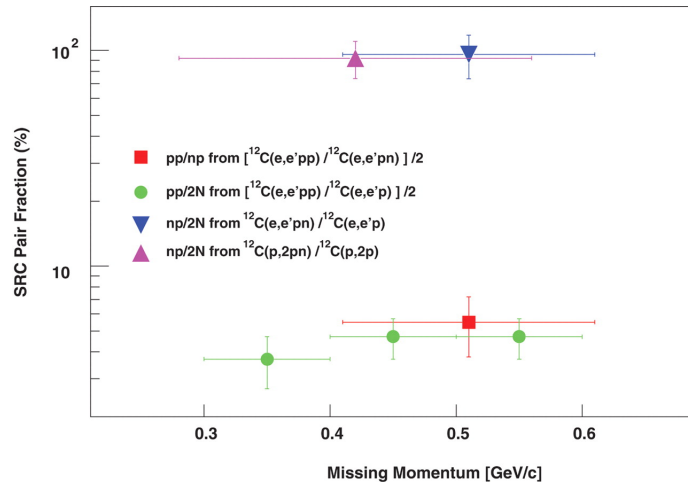 10²
10
SRC Pair Fraction (%)
pp/np from [¹²C(e,e'pp) /¹²C(e,e'pn) ] /2
pp/2N from [¹²C(e,e'pp) /¹²C(e,e'p) ] /2
np/2N from ¹²C(e,e'pn) /¹²C(e,e'p)
np/2N from ¹²C(p,2pn) /¹²C(p,2p)
0.3 0.4 0.5 0.6
Missing Momentum [GeV/c]